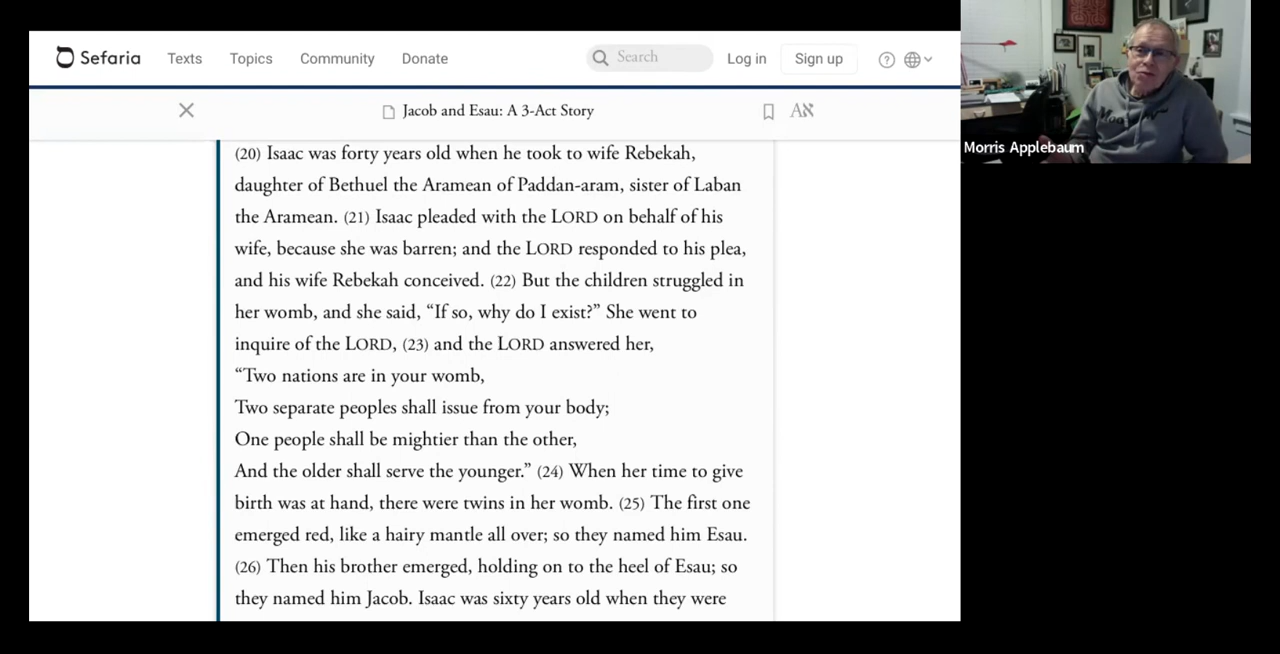 Sefaria Texts Topics Community Donate Search Log in Sign up
Jacob and Esau: A 3-Act Story Aא
(20) Isaac was forty years old when he took to wife Rebekah,
daughter of Bethuel the Aramean of Paddan-aram, sister of Laban
the Aramean. (21) Isaac pleaded with the LORD on behalf of his
wife, because she was barren; and the LORD responded to his plea,
and his wife Rebekah conceived. (22) But the children struggled in
her womb, and she said, “If so, why do I exist?” She went to
inquire of the LORD, (23) and the LORD answered her,
“Two nations are in your womb,
Two separate peoples shall issue from your body;
One people shall be mightier than the other,
And the older shall serve the younger.” (24) When her time to give
birth was at hand, there were twins in her womb. (25) The first one
emerged red, like a hairy mantle all over; so they named him Esau.
(26) Then his brother emerged, holding on to the heel of Esau; so
they named him Jacob. Isaac was sixty years old when they were
Morris Applebaum